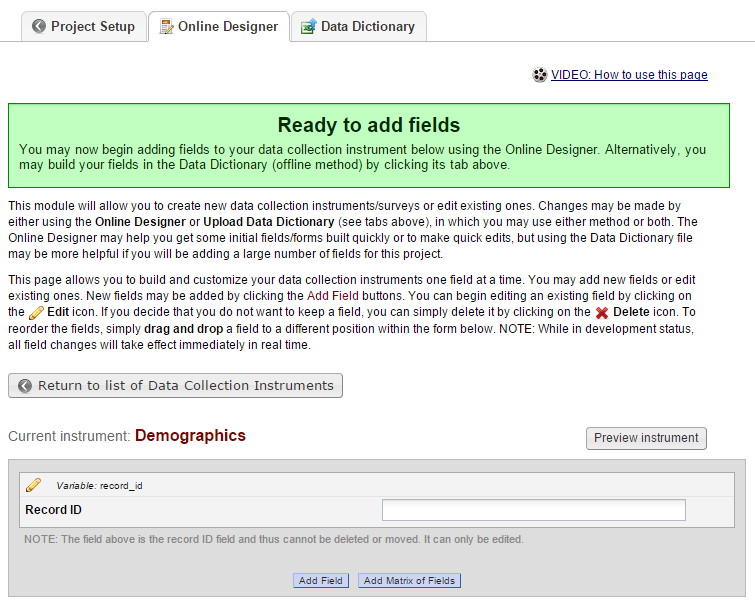 Project Setup
Online Designer
Data Dictionary
VIDEO: How to use this page
Ready to add fields
You may now begin adding fields to your data collection instrument below using the Online Designer. Alternatively, you
may build your fields in the Data Dictionary (offline method) by clicking its tab above.
This module will allow you to create new data collection instruments/surveys or edit existing ones. Changes may be made by
either using the Online Designer or Upload Data Dictionary (see tabs above), in which you may use either method or both. The
Online Designer may help you get some initial fields/forms built quickly or to make quick edits, but using the Data Dictionary file
may be more helpful if you will be adding a large number of fields for this project.
This page allows you to build and customize your data collection instruments one field at a time. You may add new fields or edit
existing ones. New fields may be added by clicking the Add Field buttons. You can begin editing an existing field by clicking on
the Edit icon. If you decide that you do not want to keep a field, you can simply delete it by clicking on the Delete icon. To
reorder the fields, simply drag and drop a field to a different position within the form below. NOTE: While in development status,
all field changes will take effect immediately in real time.
Return to list of Data Collection Instruments
Current instrument: Demographics
Preview instrument
Variable: record_id
Record ID
NOTE: The field above is the record ID field and thus cannot be deleted or moved. It can only be edited.
Add Field
Add Matrix of Fields